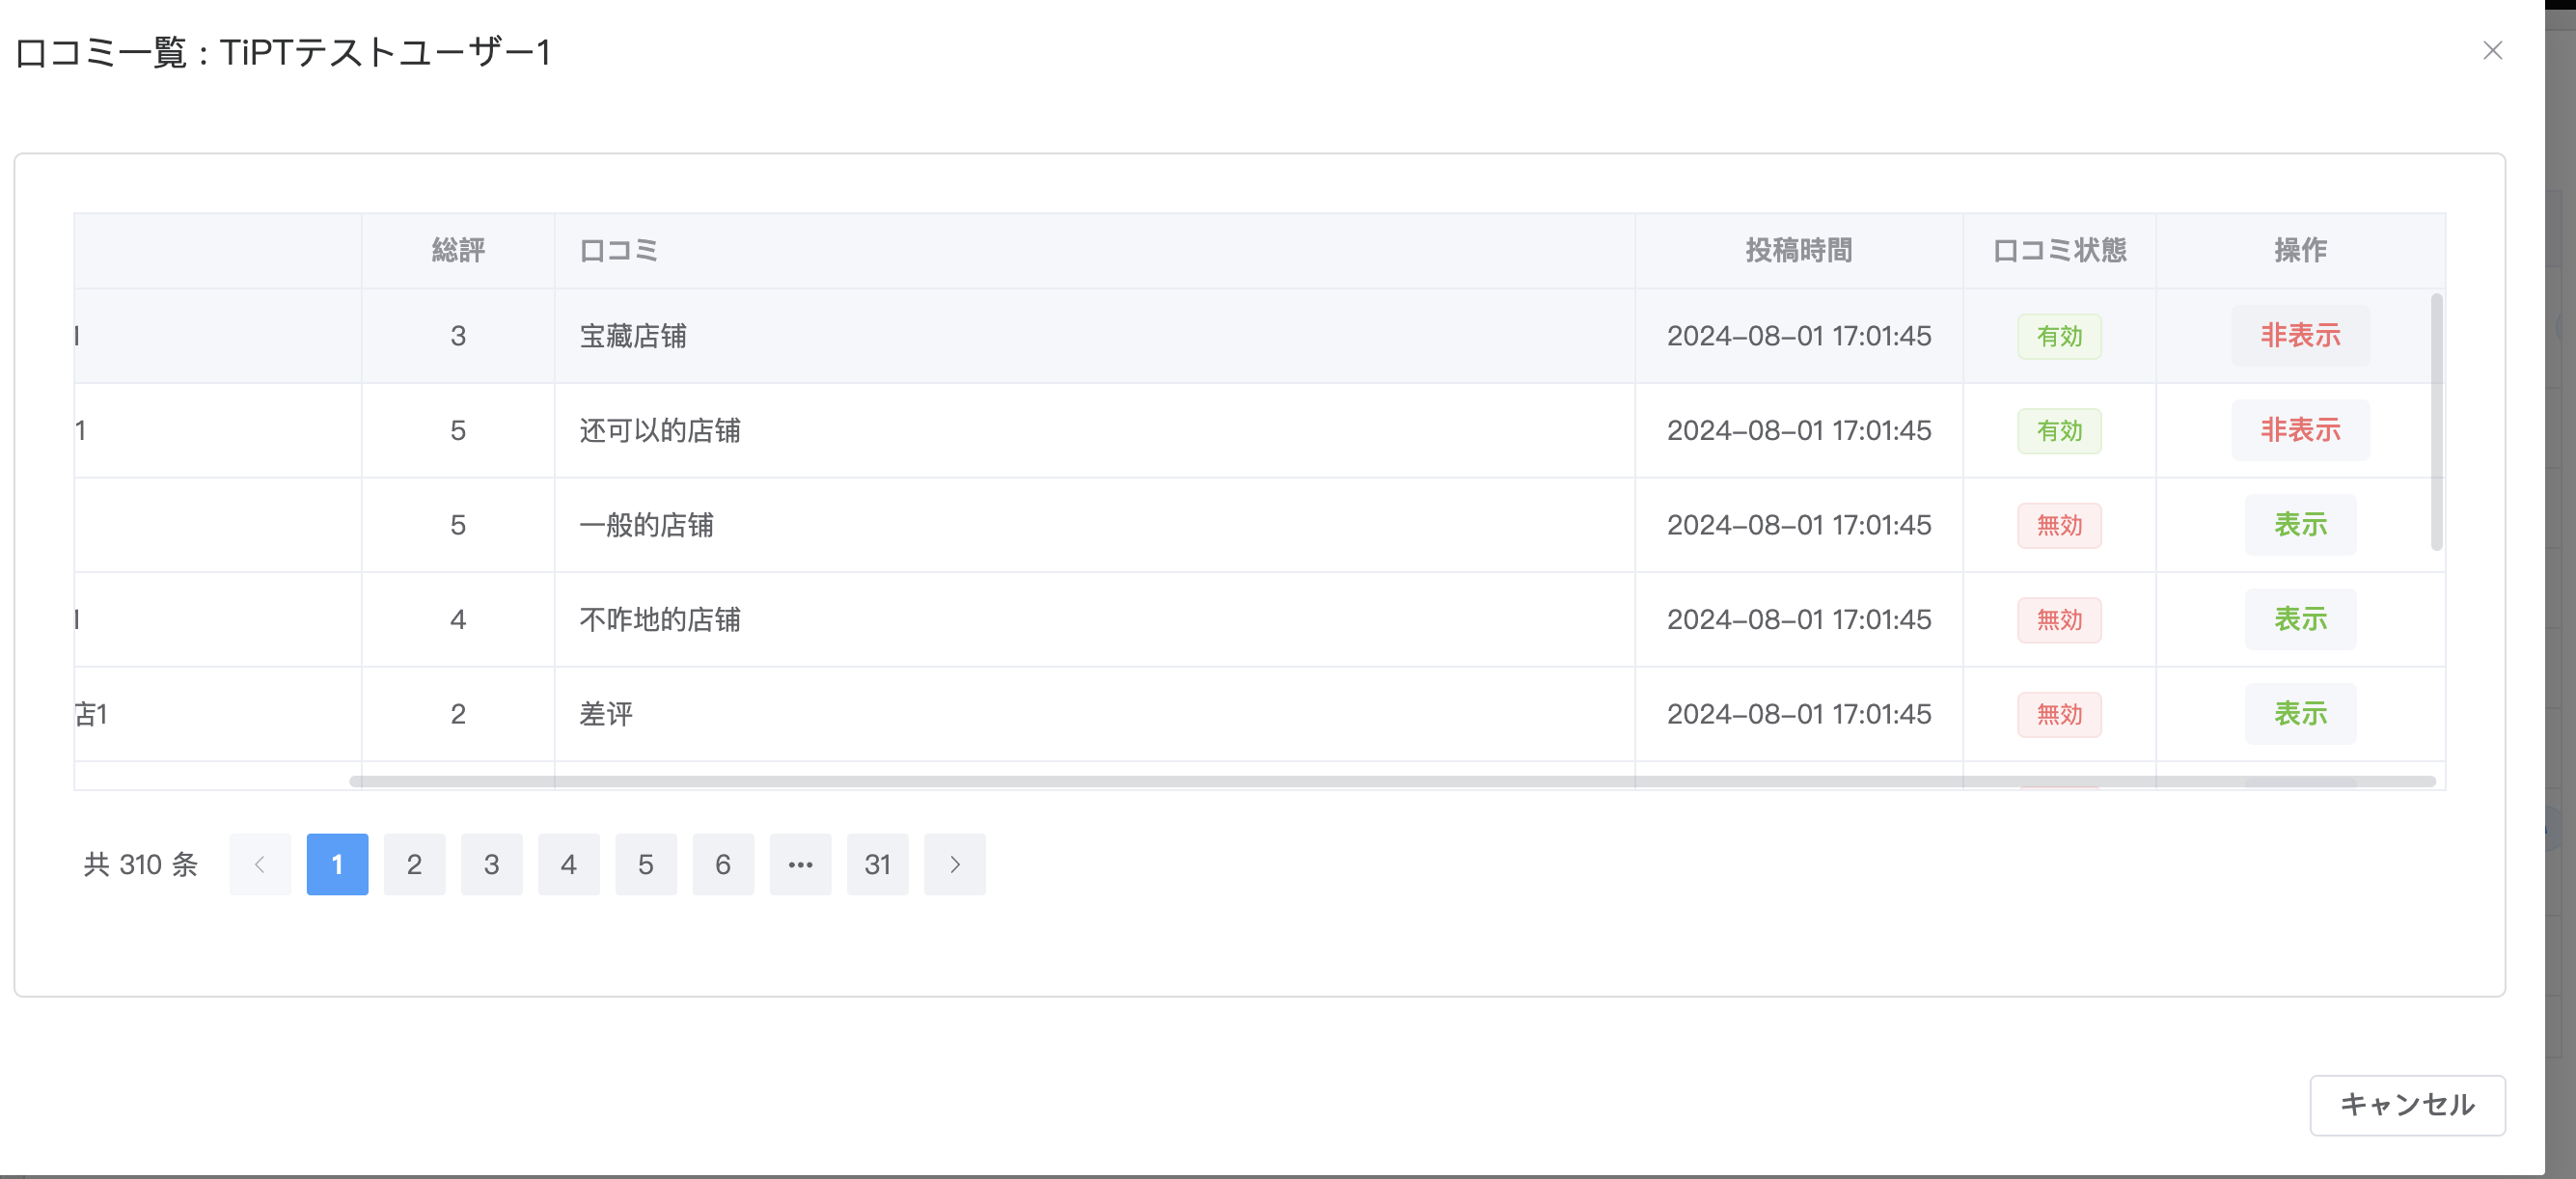 口コミ一覧：TiPTテストユーザー1
総評 口コミ 投稿時間 口コミ状態 操作
3 宝藏店铺 2024-08-01 17:01:45 有効 非表示
1 5 还可以的店铺 2024-08-01 17:01:45 有効 非表示
5 一般的店铺 2024-08-01 17:01:45 無効 表示
4 不咋地的店铺 2024-08-01 17:01:45 無効 表示
店1 2 差评 2024-08-01 17:01:45 無効 表示
共 310 条 1 2 3 4 5 6 ••• 31
キャンセル